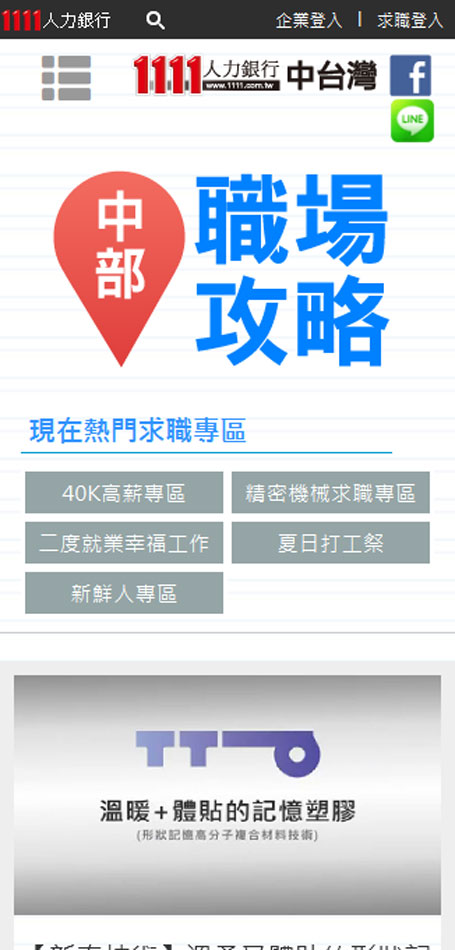 1111人力銀行
企業登入 | 求職登入
1111人力銀行 中台灣
www.1111.com.tw
LINE
中部
職場
攻略
現在熱門求職專區
40K高薪專區 精密機械求職專區
二度就業幸福工作 夏日打工祭
新鮮人專區
溫暖+體貼的記憶塑膠
(形狀記憶高分子複合材料技術)